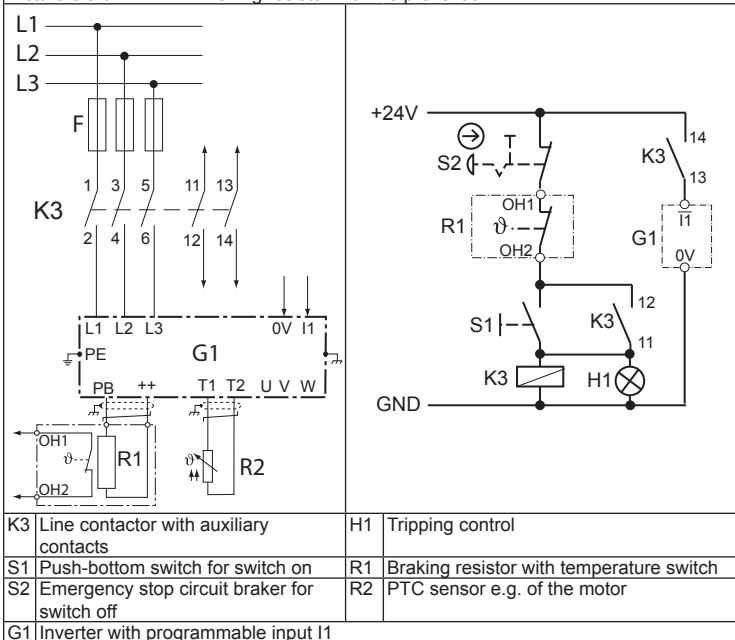 L1
L2
L3
F
1 3 5 11 13
K3
2 4 6 12 14
L1 L2 L3 0V I1
PE G1
PB ++ T1 T2 U V W
OH1
ϑ R1 ϑ R2
OH2
+24V
S2
14
K3
13
OH1
R1 ϑ
OH2
I1
G1
0V
12
S1 K3
11
K3 H1
GND
K3 Line contactor with auxiliary contacts H1 Tripping control
S1 Push-bottom switch for switch on R1 Braking resistor with temperature switch
S2 Emergency stop circuit braker for switch off R2 PTC sensor e.g. of the motor
G1 Inverter with programmable input I1